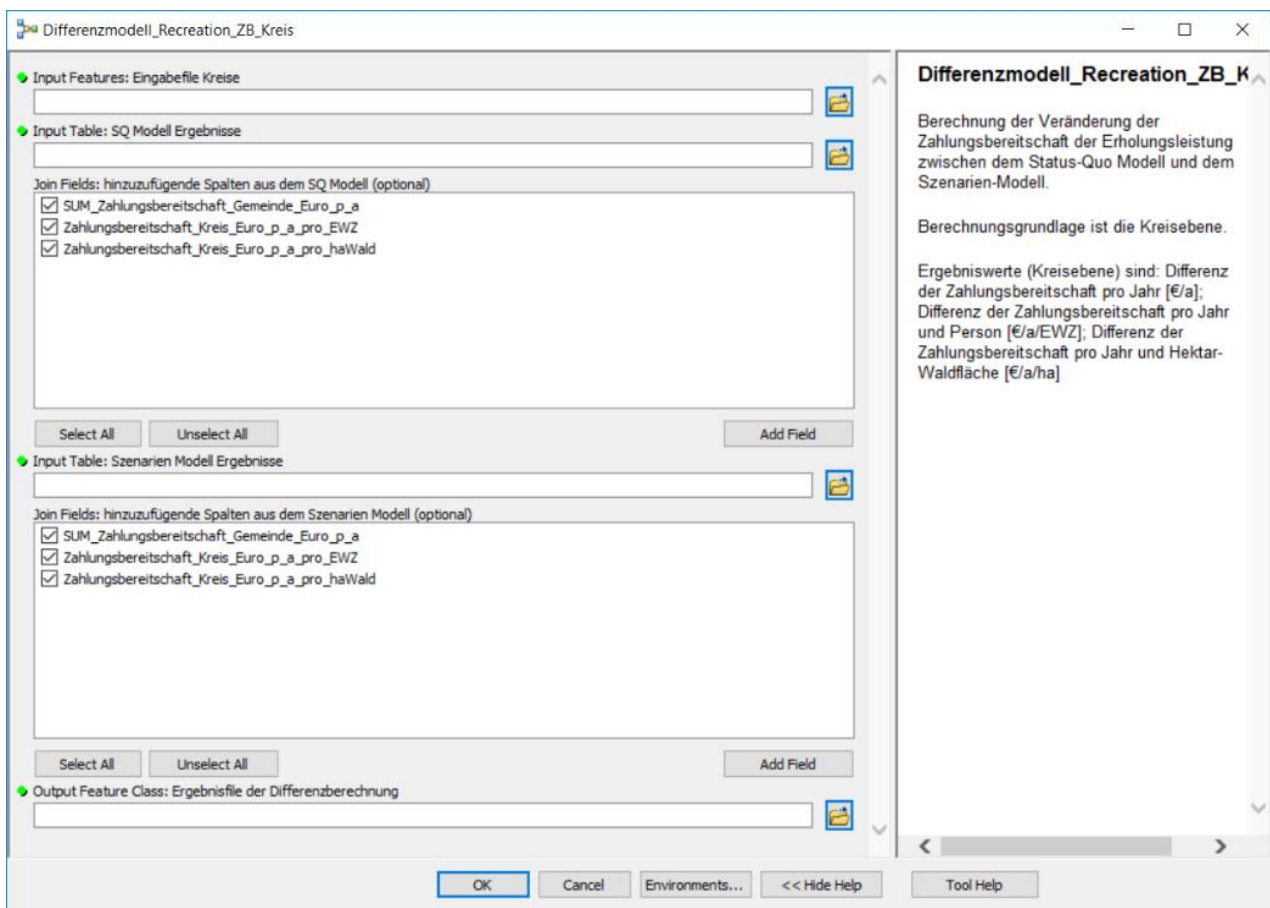 Differenzmodell_Recreation_ZB_Kreis
Input Features: Eingabefile Kreise
Input Table: SQ Modell Ergebnisse
Join Fields: hinzuzufügende Spalten aus dem SQ Modell (optional)
SUM_Zahlungsbereitschaft_Gemeinde_Euro_p_a
Zahlungsbereitschaft_Kreis_Euro_p_a_pro_EWZ
Zahlungsbereitschaft_Kreis_Euro_p_a_pro_haWald
Select All Unselect All Add Field
Input Table: Szenarien Modell Ergebnisse
Join Fields: hinzuzufügende Spalten aus dem Szenarien Modell (optional)
SUM_Zahlungsbereitschaft_Gemeinde_Euro_p_a
Zahlungsbereitschaft_Kreis_Euro_p_a_pro_EWZ
Zahlungsbereitschaft_Kreis_Euro_p_a_pro_haWald
Select All Unselect All Add Field
Output Feature Class: Ergebnisfile der Differenzberechnung
OK Cancel Environments... << Hide Help Tool Help
Differenzmodell_Recreation_ZB_K
Berechnung der Veränderung der
Zahlungsbereitschaft der Erholungsleistung
zwischen dem Status-Quo Modell und dem
Szenarien-Modell.
Berechnungsgrundlage ist die Kreisebene.
Ergebniswerte (Kreisebene) sind: Differenz
der Zahlungsbereitschaft pro Jahr [€/a];
Differenz der Zahlungsbereitschaft pro Jahr
und Person [€/a/EWZ]; Differenz der
Zahlungsbereitschaft pro Jahr und Hektar-
Waldfläche [€/a/ha]